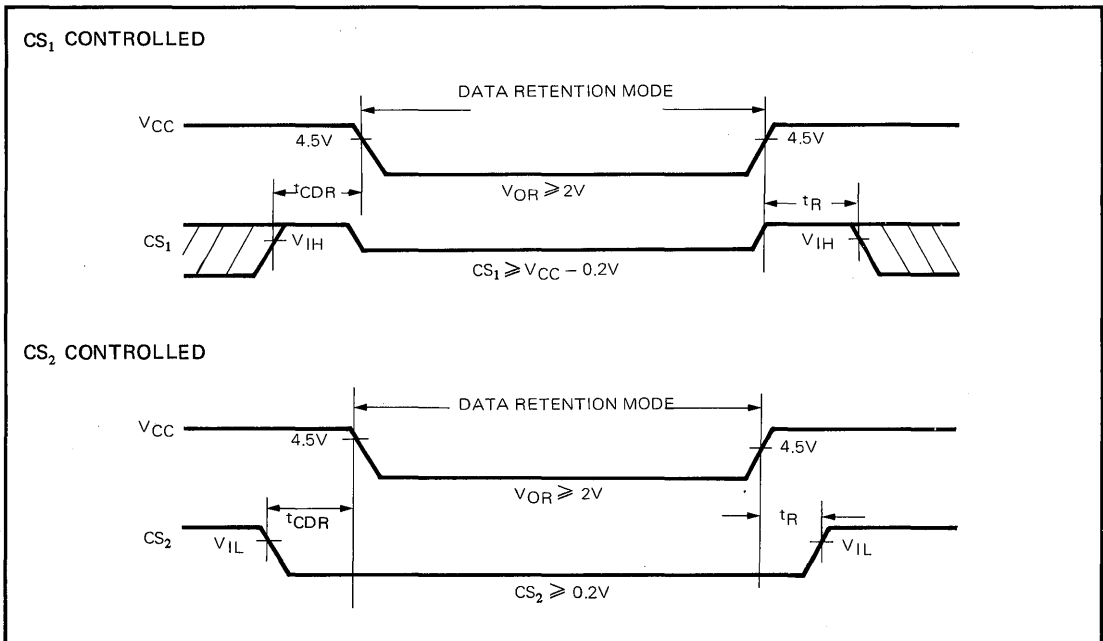 CS₁ CONTROLLED
DATA RETENTION MODE
VCC
4.5V
4.5V
VOR ⩾ 2V
tCDR
tR
CS₁
VIH
VIH
CS₁ ⩾ VCC – 0.2V
CS₂ CONTROLLED
DATA RETENTION MODE
VCC
4.5V
4.5V
VOR ⩾ 2V
tCDR
tR
CS₂
VIL
VIL
CS₂ ⩾ 0.2V